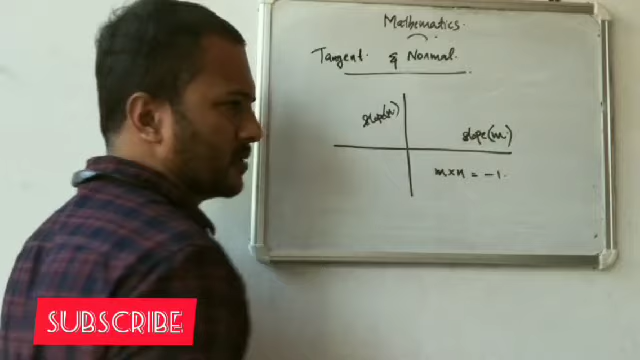 Mathematics.
Tangent & Normal.
slope(n)
slope(m)
m × n = -1.
SUBSCRIBE